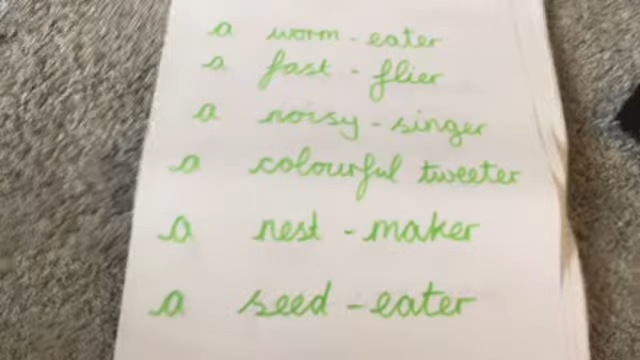 a worm - eater
a fast - flier
a noisy - singer
a colourful tweeter
a nest - maker
a seed - eater